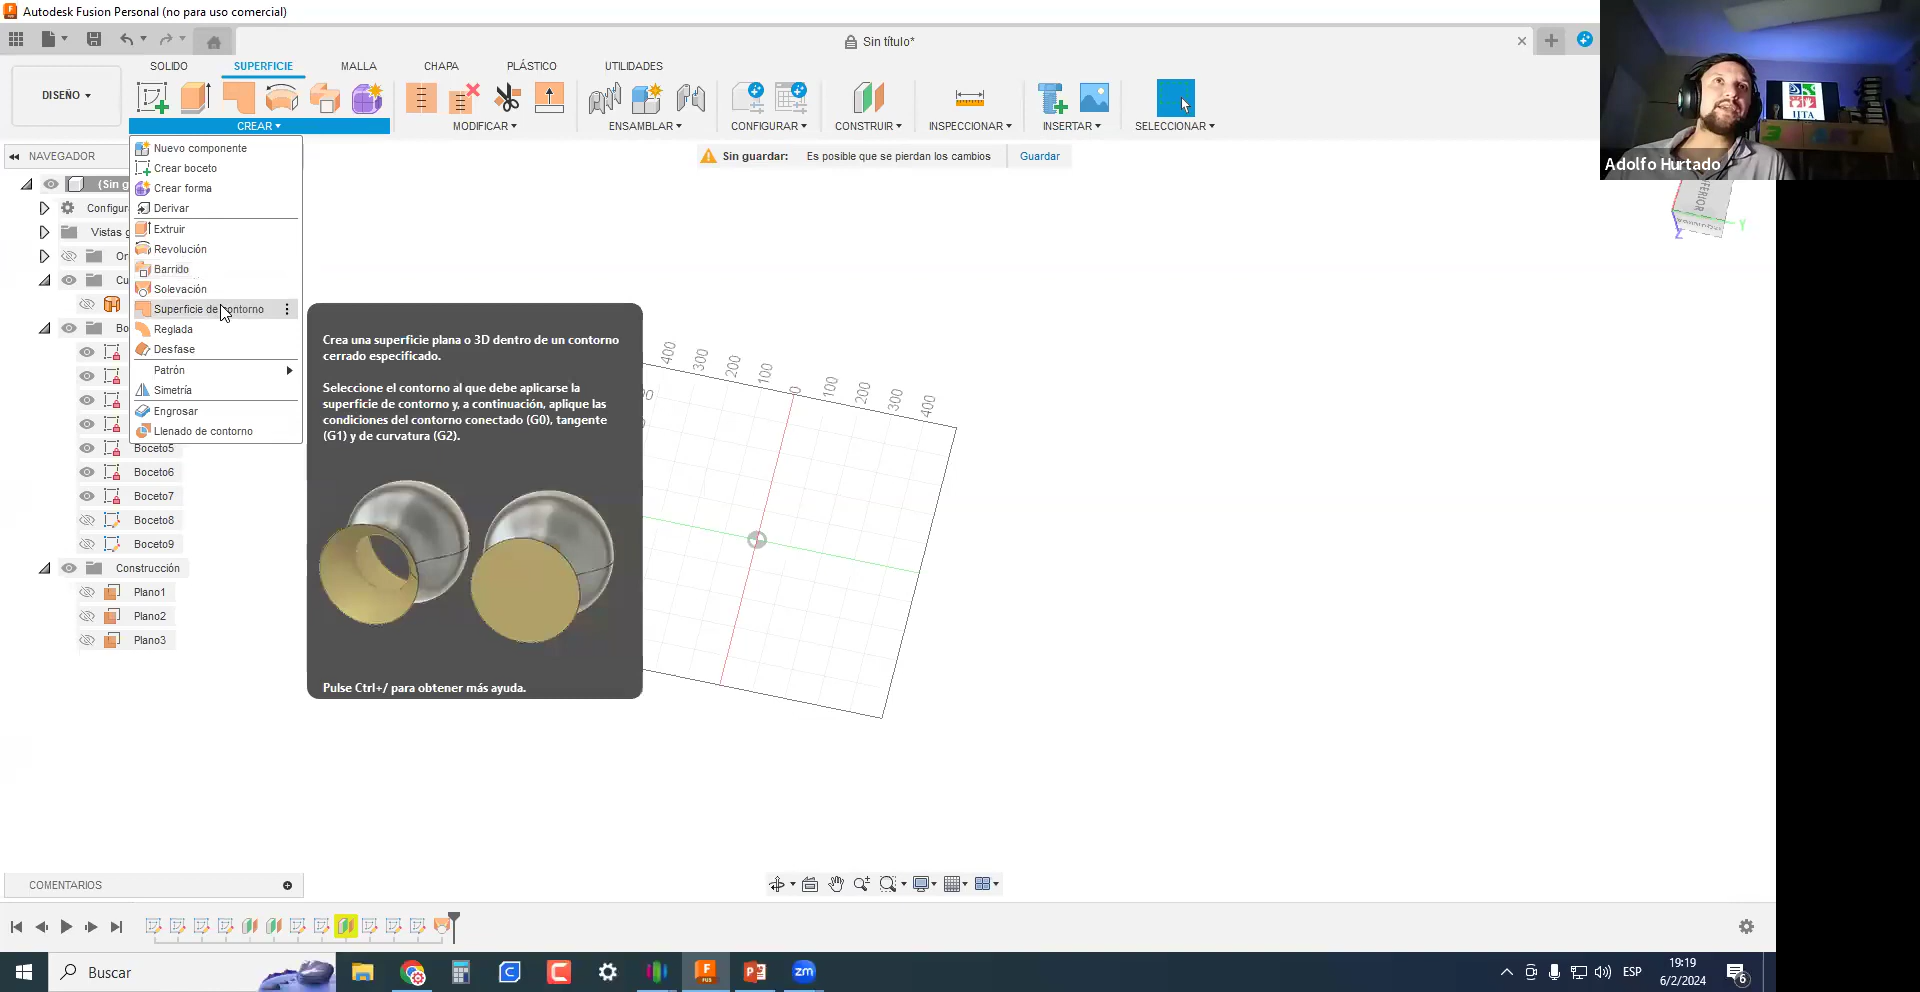 Autodesk Fusion Personal (no para uso comercial)
Sin título*
SOLIDO
SUPERFICIE
MALLA
CHAPA
PLÁSTICO
UTILIDADES
DISEÑO
CREAR
MODIFICAR
ENSAMBLAR
CONFIGURAR
CONSTRUIR
INSPECCIONAR
INSERTAR
SELECCIONAR
Adolfo Hurtado
IJTA
NAVEGADOR
Sin guardar: Es posible que se pierdan los cambios Guardar
(Sin g
Configur
Vistas g
Or
Cu
Bo
Nuevo componente
Crear boceto
Crear forma
Derivar
Extruir
Revolución
Barrido
Solevación
Superficie de contorno
Reglada
Desfase
Patrón
Simetría
Engrosar
Llenado de contorno
Crea una superficie plana o 3D dentro de un contorno
cerrado especificado.
Seleccione el contorno al que debe aplicarse la
superficie de contorno y, a continuación, aplique las
condiciones del contorno conectado (G0), tangente
(G1) y de curvatura (G2).
Pulse Ctrl+/ para obtener más ayuda.
400 300 200 100 0 100 200 300 400
Z
Y
Boceto5
Boceto6
Boceto7
Boceto8
Boceto9
Construcción
Plano1
Plano2
Plano3
COMENTARIOS
Buscar
ESP
19:19
6/2/2024
6